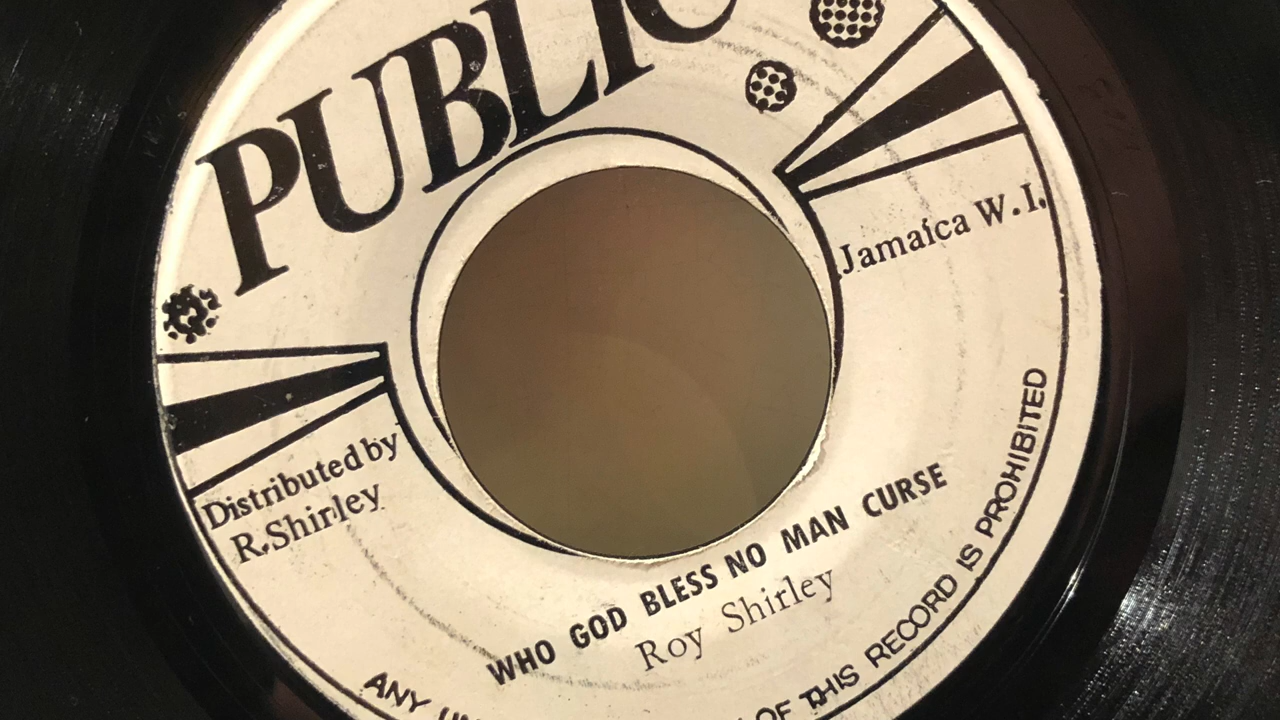 PUBLIC
Jamaica W.I.
Distributed by
R.Shirley
WHO GOD BLESS NO MAN CURSE
Roy Shirley
ANY
OF THIS RECORD IS PROHIBITED